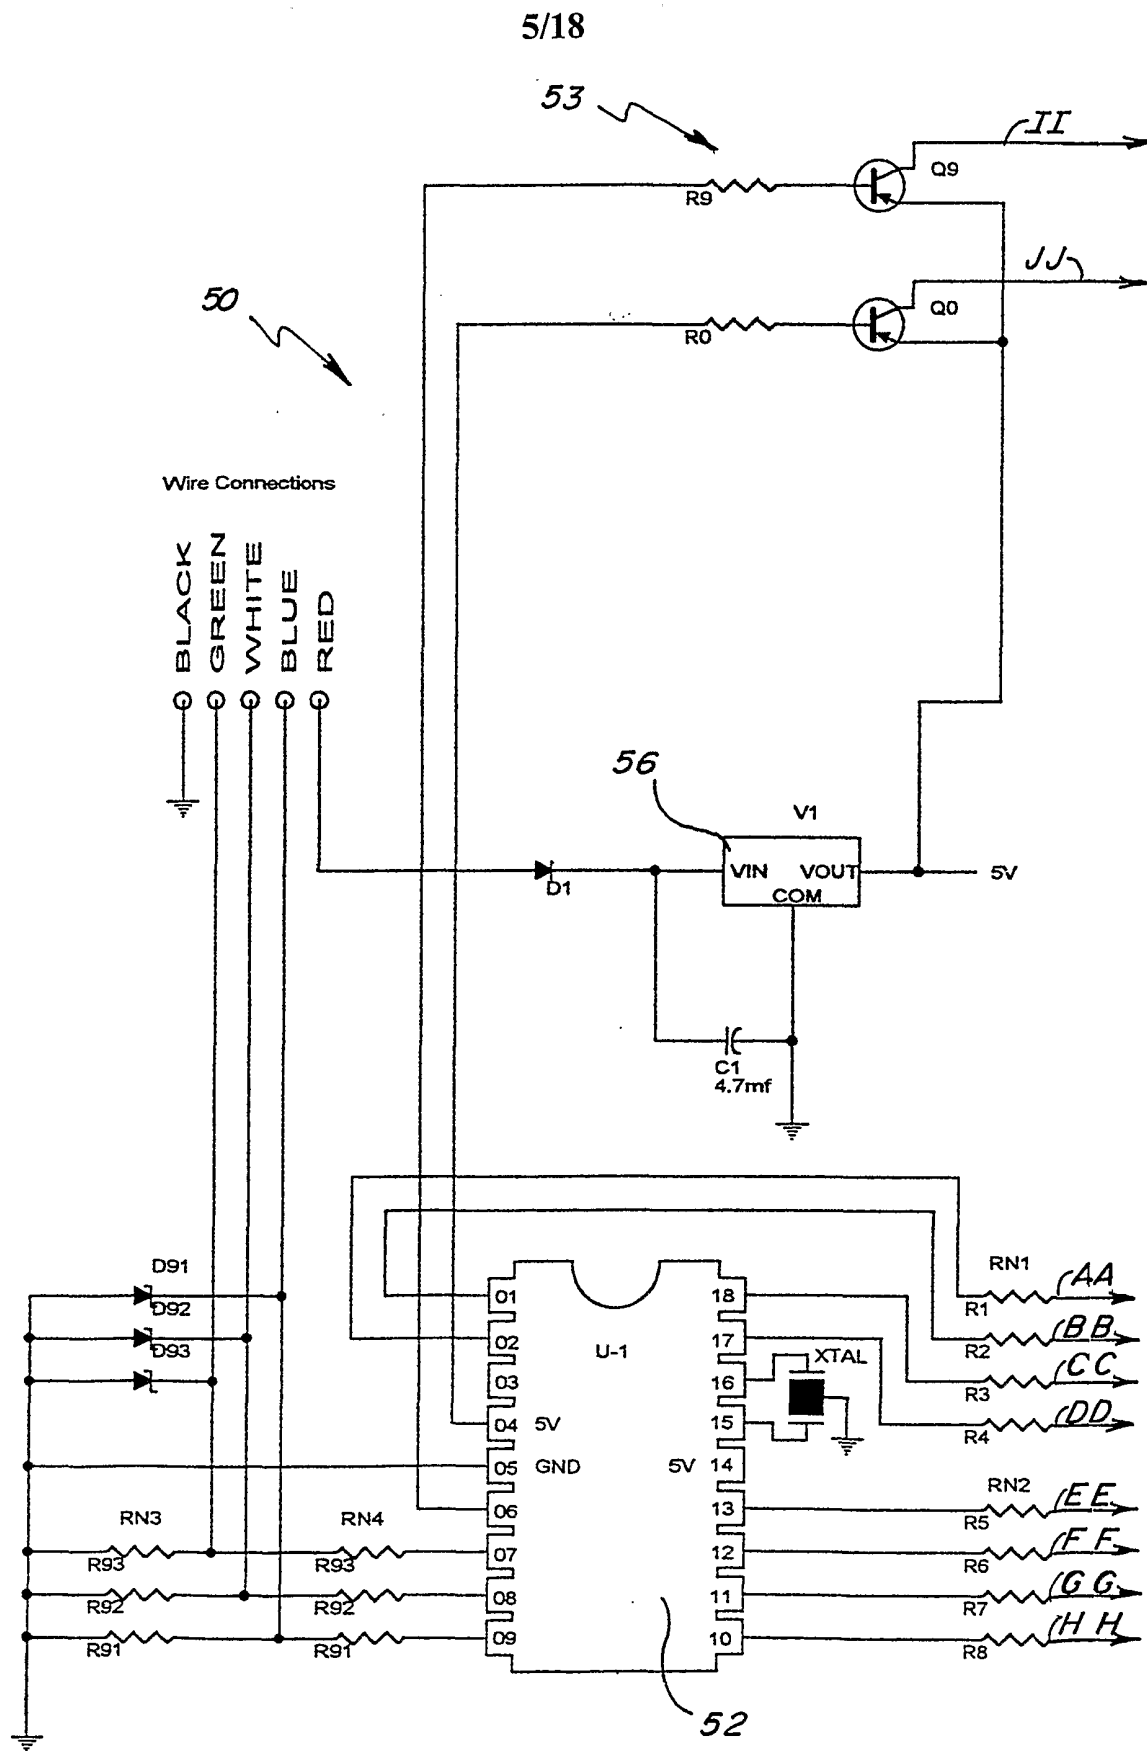 5/18
53
II
Q9
R9
JJ
50
Q0
R0
Wire Connections
BLACK
GREEN
WHITE
BLUE
RED
56
V1
VIN VOUT
COM
5V
D1
C1
4.7mf
D91
D92
D93
RN1
AA
R1
BB
R2
CC
R3
DD
R4
01 18
02 17
U-1
XTAL
03 16
04 5V 15
05 GND 5V 14
06 13
07 12
08 11
09 10
RN2
EE
R5
FF
R6
GG
R7
HH
R8
RN3 RN4
R93 R93
R92 R92
R91 R91
52